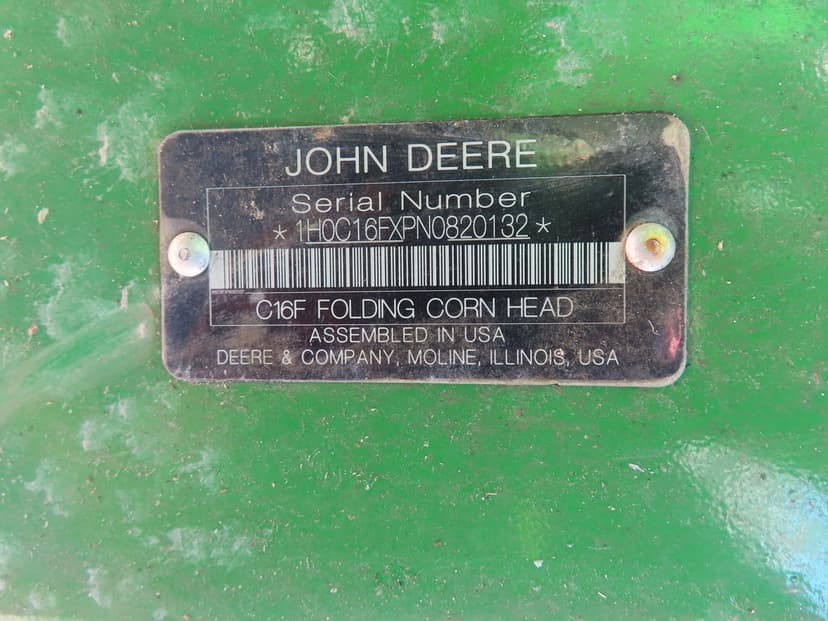 JOHN DEERE
Serial Number
*1H0C16FXPN0820132*
C16F FOLDING CORN HEAD
ASSEMBLED IN USA
DEERE & COMPANY, MOLINE, ILLINOIS, USA